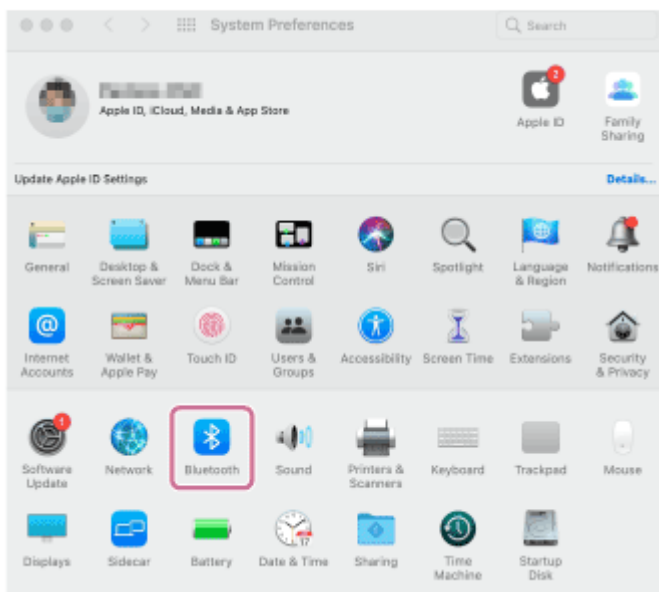 System Preferences
Search
Apple ID, iCloud, Media & App Store
2
Apple ID
Family
Sharing
Update Apple ID Settings
Details...
General
Desktop &
Screen Saver
Dock &
Menu Bar
Mission
Control
Siri
Spotlight
Language
& Region
Notifications
@
Internet
Accounts
Wallet &
Apple Pay
Touch ID
Users &
Groups
Accessibility
Screen Time
Extensions
Security
& Privacy
1
Software
Update
Network
Bluetooth
Sound
Printers &
Scanners
Keyboard
Trackpad
Mouse
17
Displays
Sidecar
Battery
Date & Time
Sharing
Time
Machine
Startup
Disk